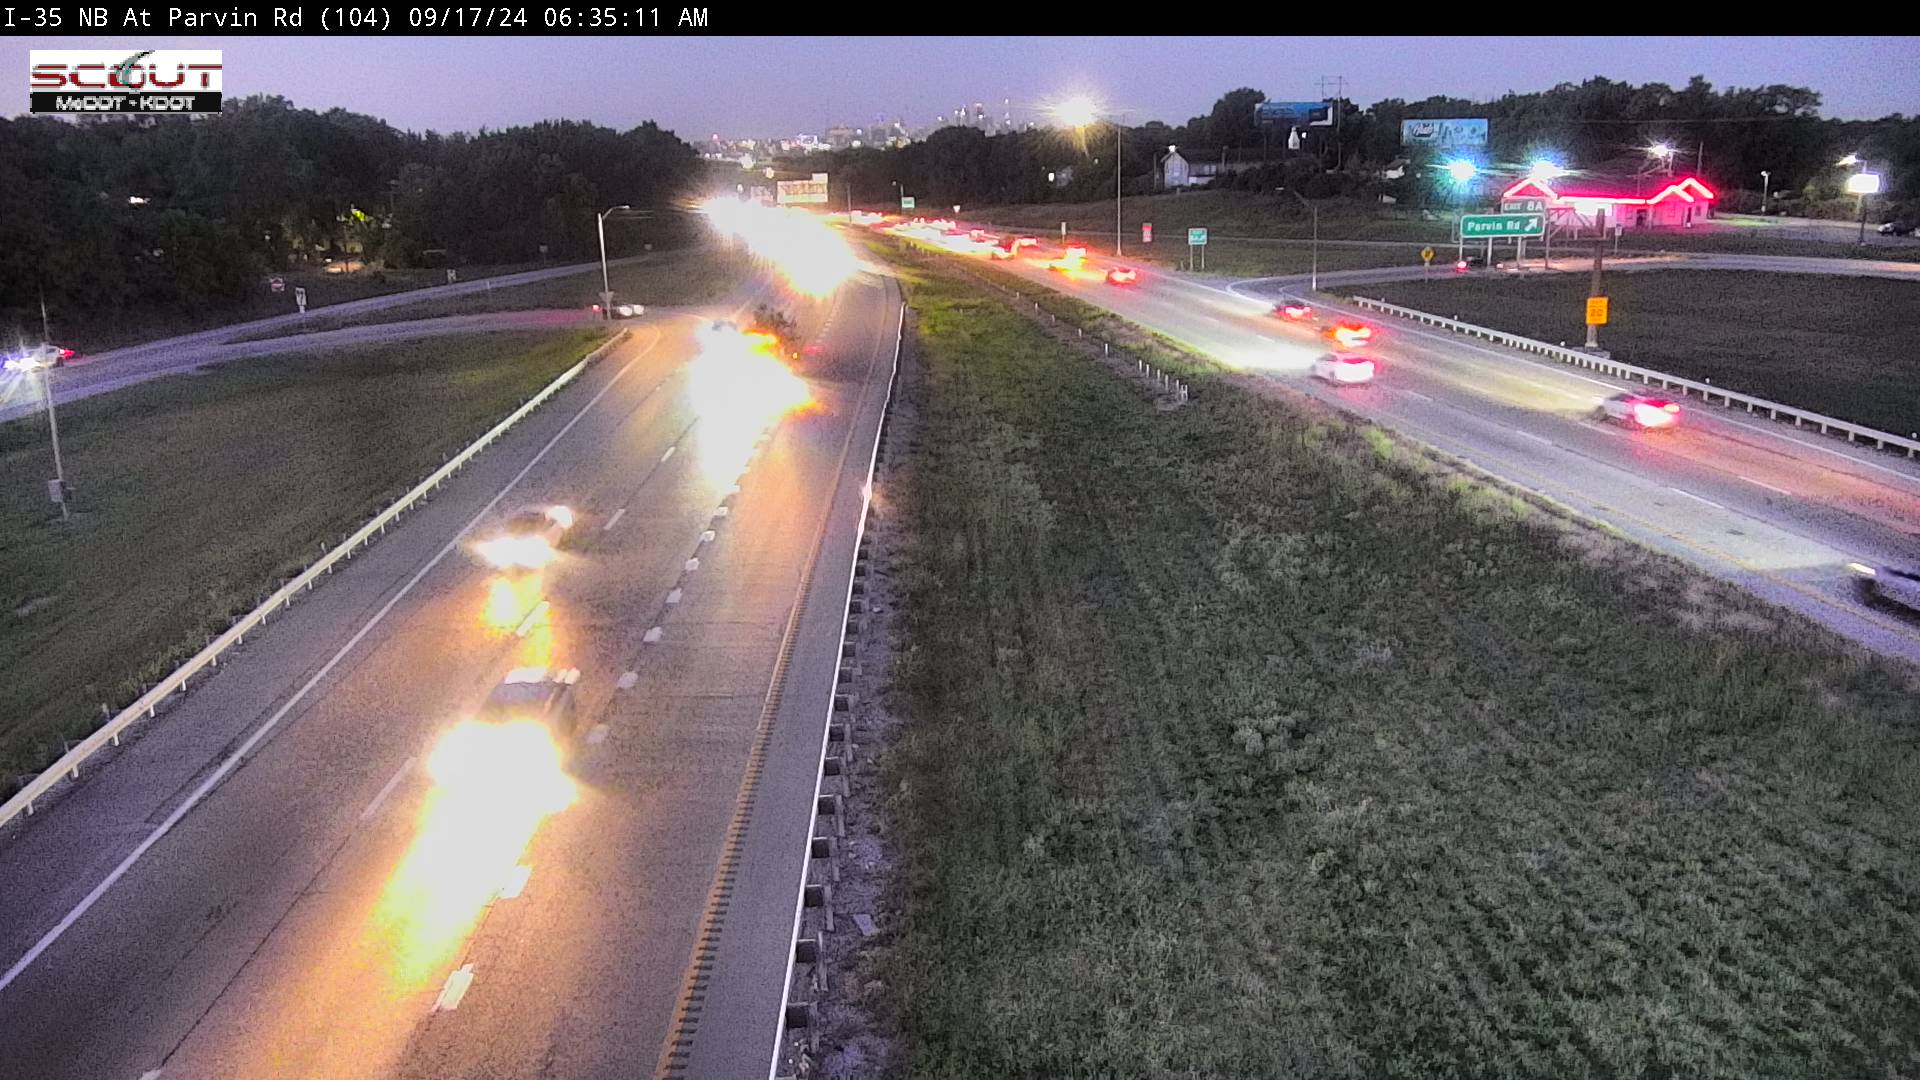 I-35 NB At Parvin Rd (104) 09/17/24 06:35:11 AM
SCOUT
MoDOT - KDOT
EXIT 8A
Parvin Rd